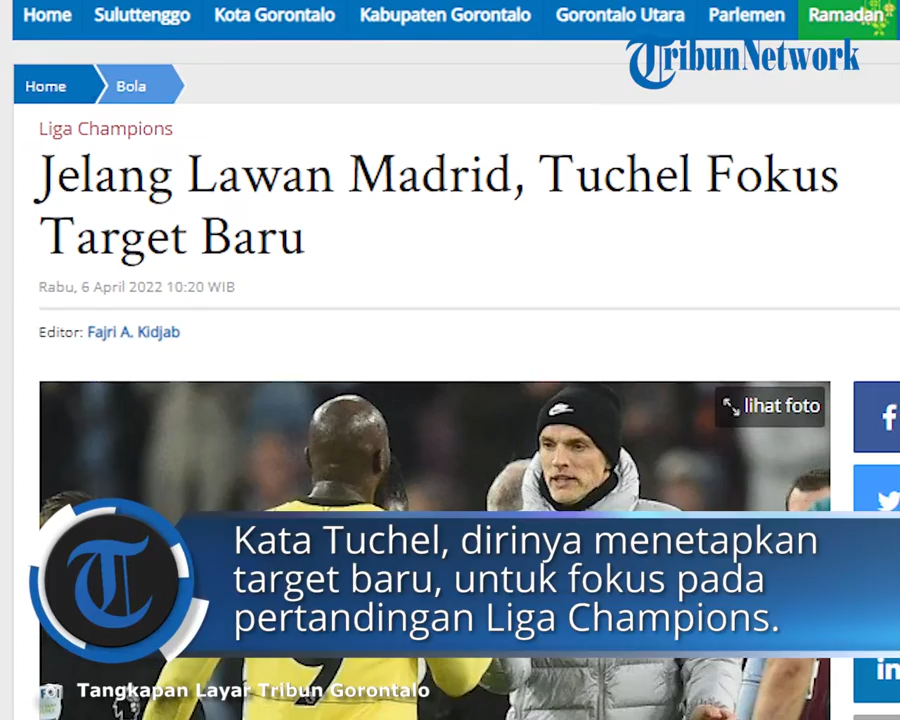 Home Suluttenggo Kota Gorontalo Kabupaten Gorontalo Gorontalo Utara Parlemen Ramadan
TribunNetwork
Home Bola
Liga Champions
Jelang Lawan Madrid, Tuchel Fokus
Target Baru
Rabu, 6 April 2022 10:20 WIB
Editor: Fajri A. Kidjab
lihat foto
f
Kata Tuchel, dirinya menetapkan
target baru, untuk fokus pada
pertandingan Liga Champions.
T
in
9
Tangkapan Layar Tribun Gorontalo